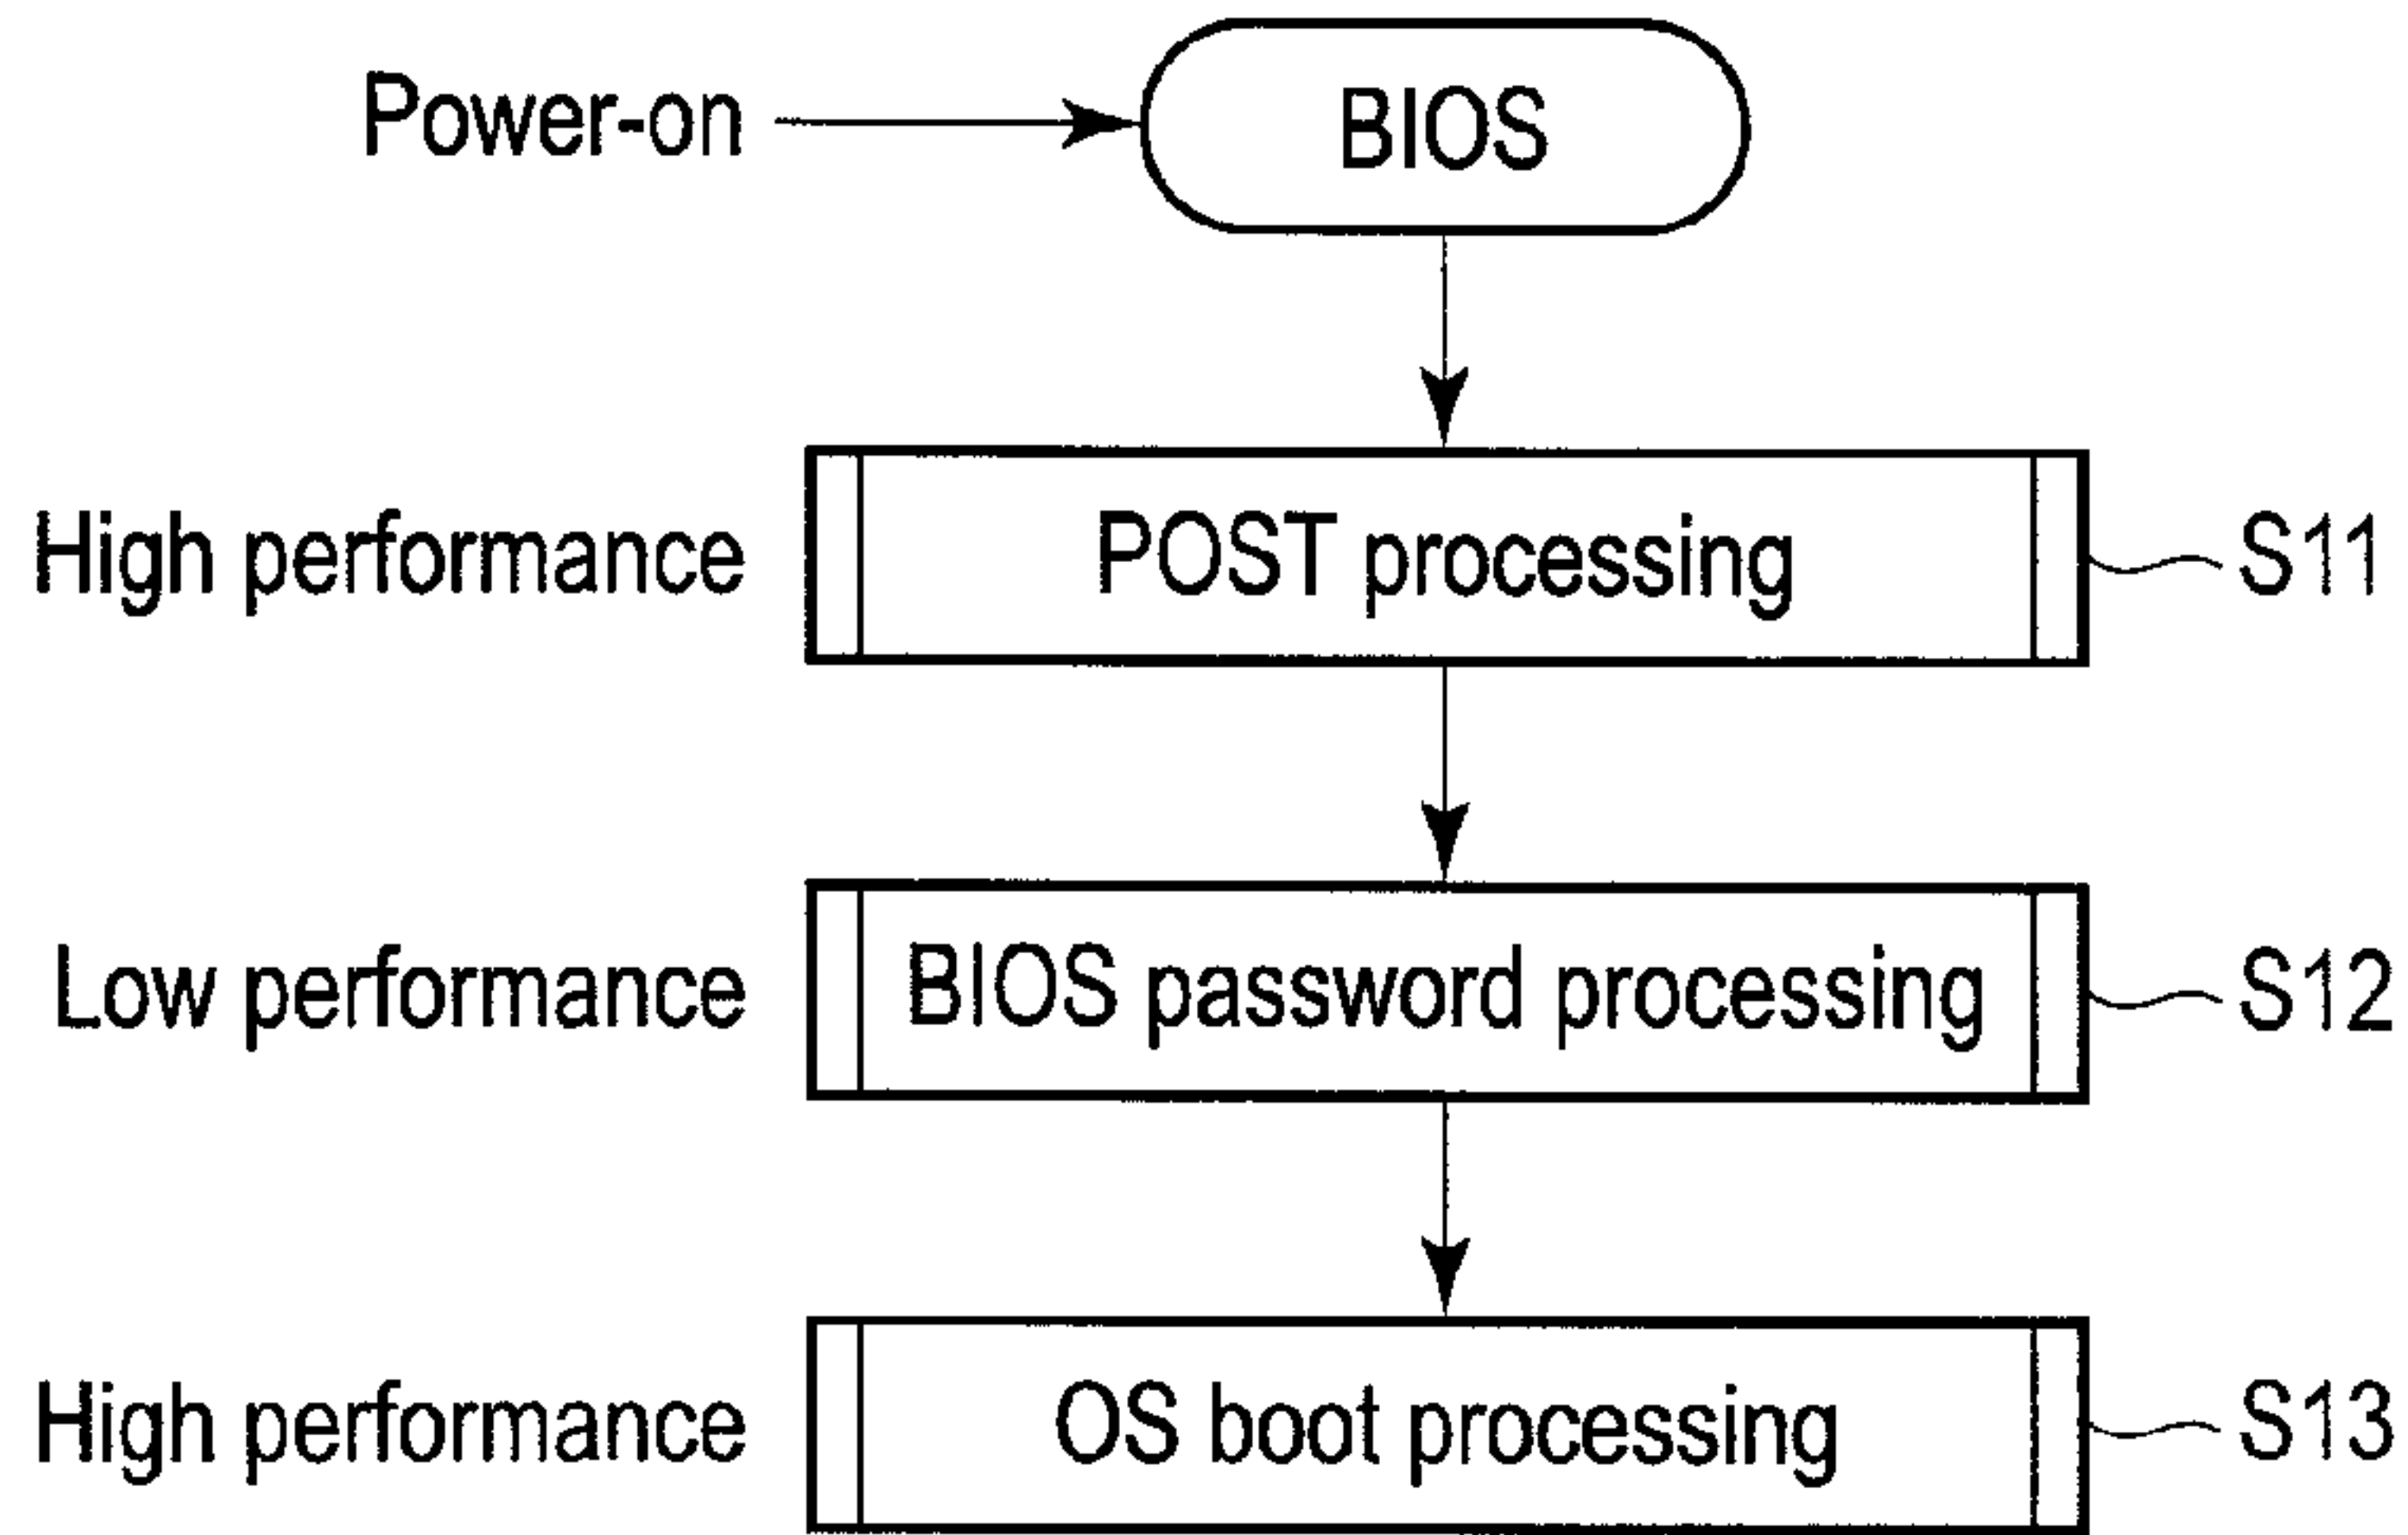 Power-on
BIOS
High performance
POST processing
S11
Low performance
BIOS password processing
S12
High performance
OS boot processing
S13